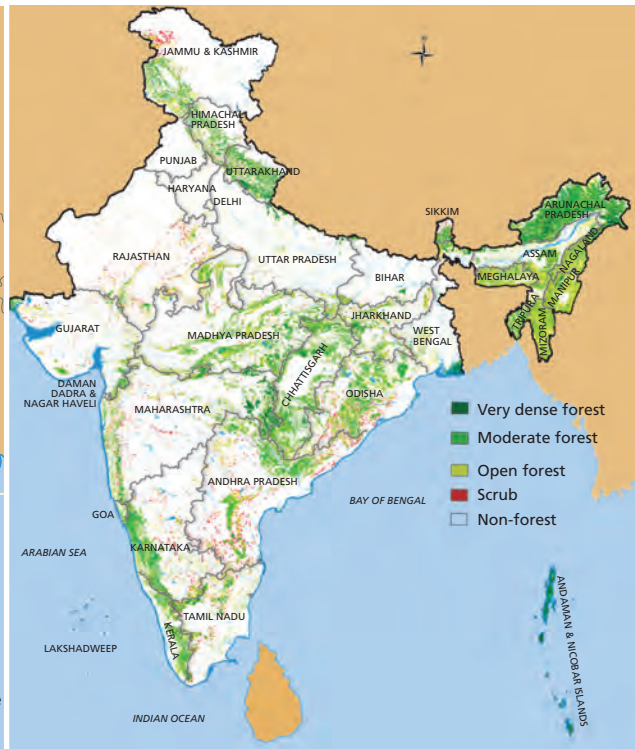 JAMMU & KASHMIR
HIMACHAL
PRADESH
PUNJAB
UTTARAKHAND
HARYANA
DELHI
SIKKIM
ARUNACHAL
PRADESH
RAJASTHAN
UTTAR PRADESH
ASSAM
NAGALAND
BIHAR
MEGHALAYA
MANIPUR
TRIPURA
MIZORAM
GUJARAT
MADHYA PRADESH
JHARKHAND
WEST
BENGAL
CHHATTISGARH
DAMAN
DADRA &
NAGAR HAVELI
MAHARASHTRA
ODISHA
Very dense forest
Moderate forest
Open forest
Scrub
Non-forest
ANDHRA PRADESH
BAY OF BENGAL
GOA
ARABIAN SEA
KARNATAKA
ANDAMAN & NICOBAR ISLANDS
TAMIL NADU
KERALA
LAKSHADWEEP
INDIAN OCEAN